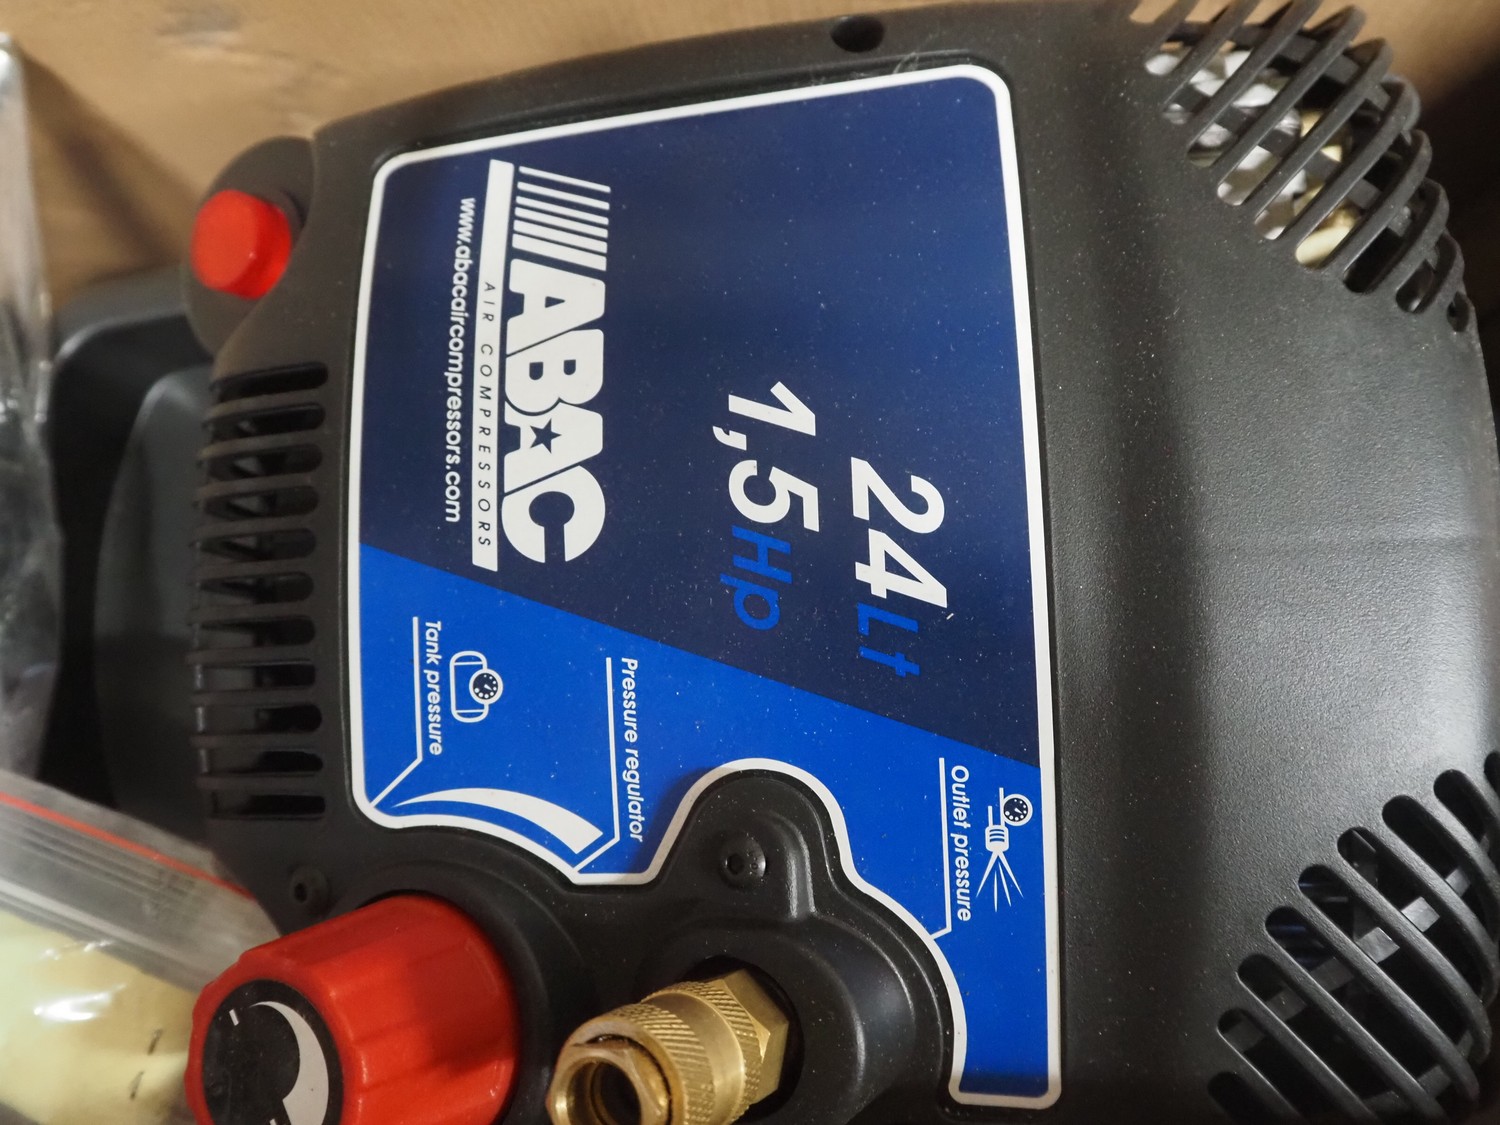 24Lt
1,5Hp
ABAC
AIR COMPRESSORS
www.abacaircompressors.com
Outlet pressure
Pressure regulator
Tank pressure